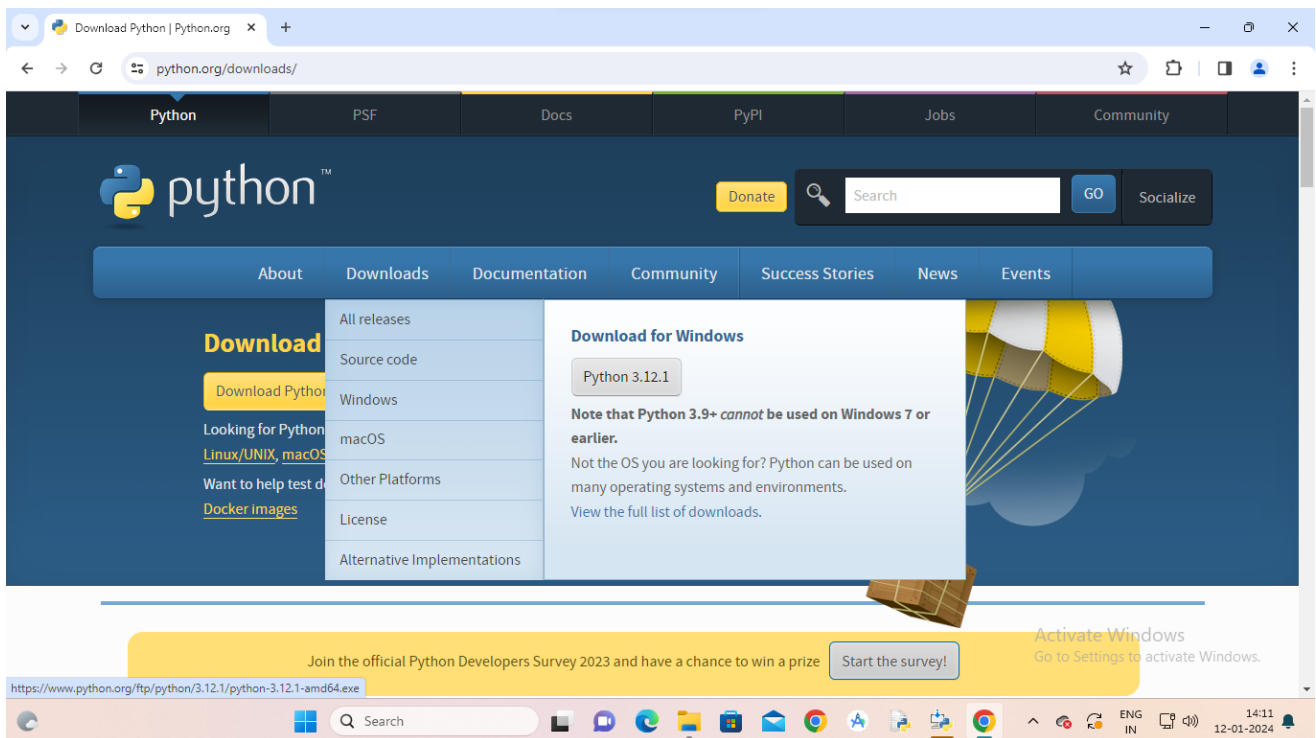 Download Python | Python.org
python.org/downloads/
Python PSF Docs PyPI Jobs Community
python™
Donate Search GO Socialize
About Downloads Documentation Community Success Stories News Events
All releases
Source code
Windows
macOS
Other Platforms
License
Alternative Implementations
Download for Windows
Python 3.12.1
Note that Python 3.9+ cannot be used on Windows 7 or
earlier.
Not the OS you are looking for? Python can be used on
many operating systems and environments.
View the full list of downloads.
Download
Download Pytho
Looking for Python
Linux/UNIX, macOS
Want to help test d
Docker images
Join the official Python Developers Survey 2023 and have a chance to win a prize Start the survey!
Activate Windows
Go to Settings to activate Windows.
https://www.python.org/ftp/python/3.12.1/python-3.12.1-amd64.exe
Search
ENG
IN
14:11
12-01-2024